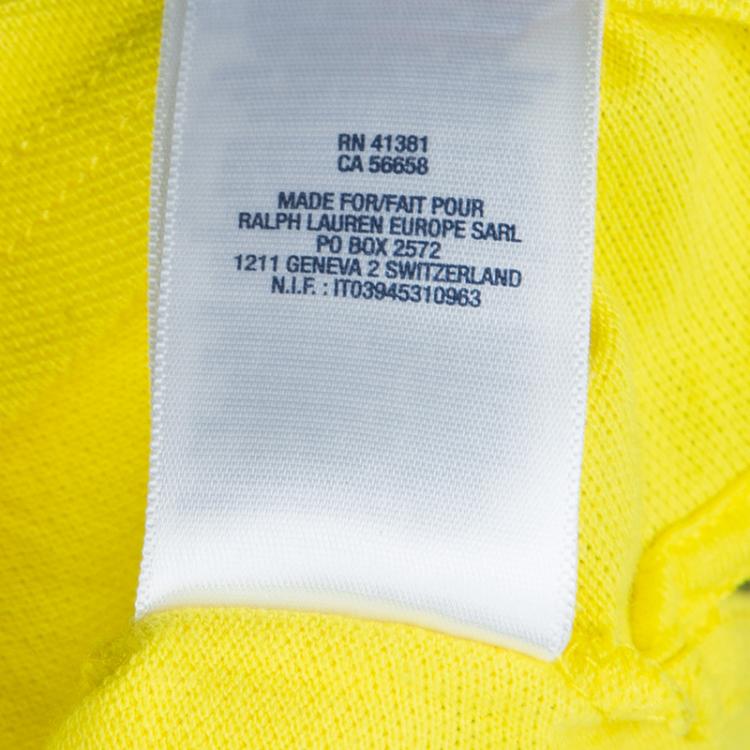 RN 41381
CA 56658
MADE FOR/FAIT POUR
RALPH LAUREN EUROPE SARL
PO BOX 2572
1211 GENEVA 2 SWITZERLAND
N.I.F. : IT03945310963